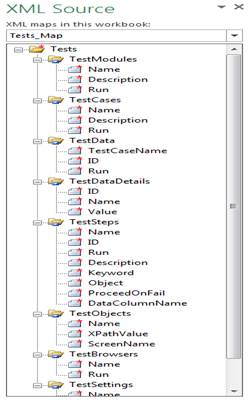 XML Source
XML maps in this workbook:
Tests_Map
Tests
TestModules
Name
Description
Run
TestCases
Name
Description
Run
TestData
TestCaseName
ID
Run
TestDataDetails
ID
Name
Value
TestSteps
Name
ID
Run
Description
Keyword
Object
ProceedOnFail
DataColumnName
TestObjects
Name
XPathValue
ScreenName
TestBrowsers
Name
Run
TestSettings
Name